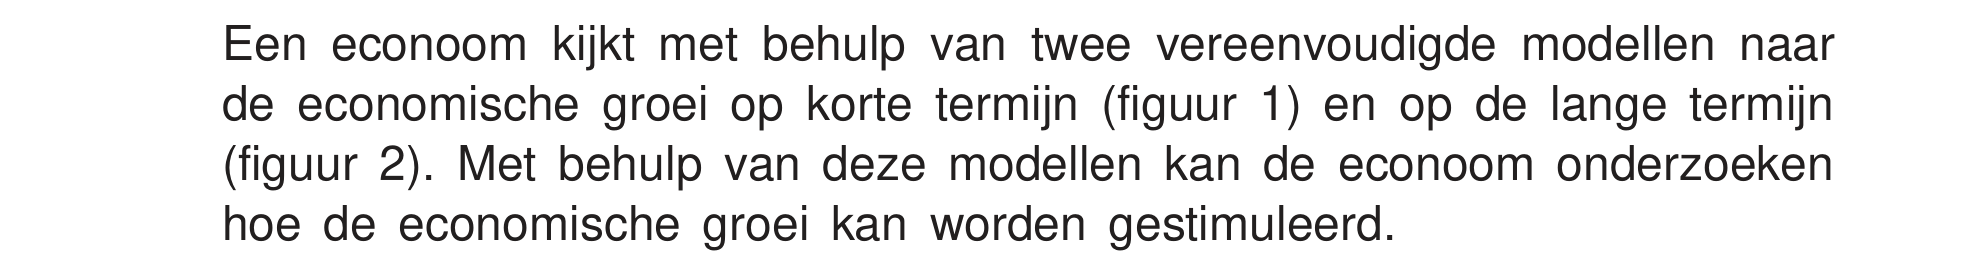 Een econoom kijkt met behulp van twee vereenvoudigde modellen naar
de economische groei op korte termijn (figuur 1) en op de lange termijn
(figuur 2). Met behulp van deze modellen kan de econoom onderzoeken
hoe de economische groei kan worden gestimuleerd.